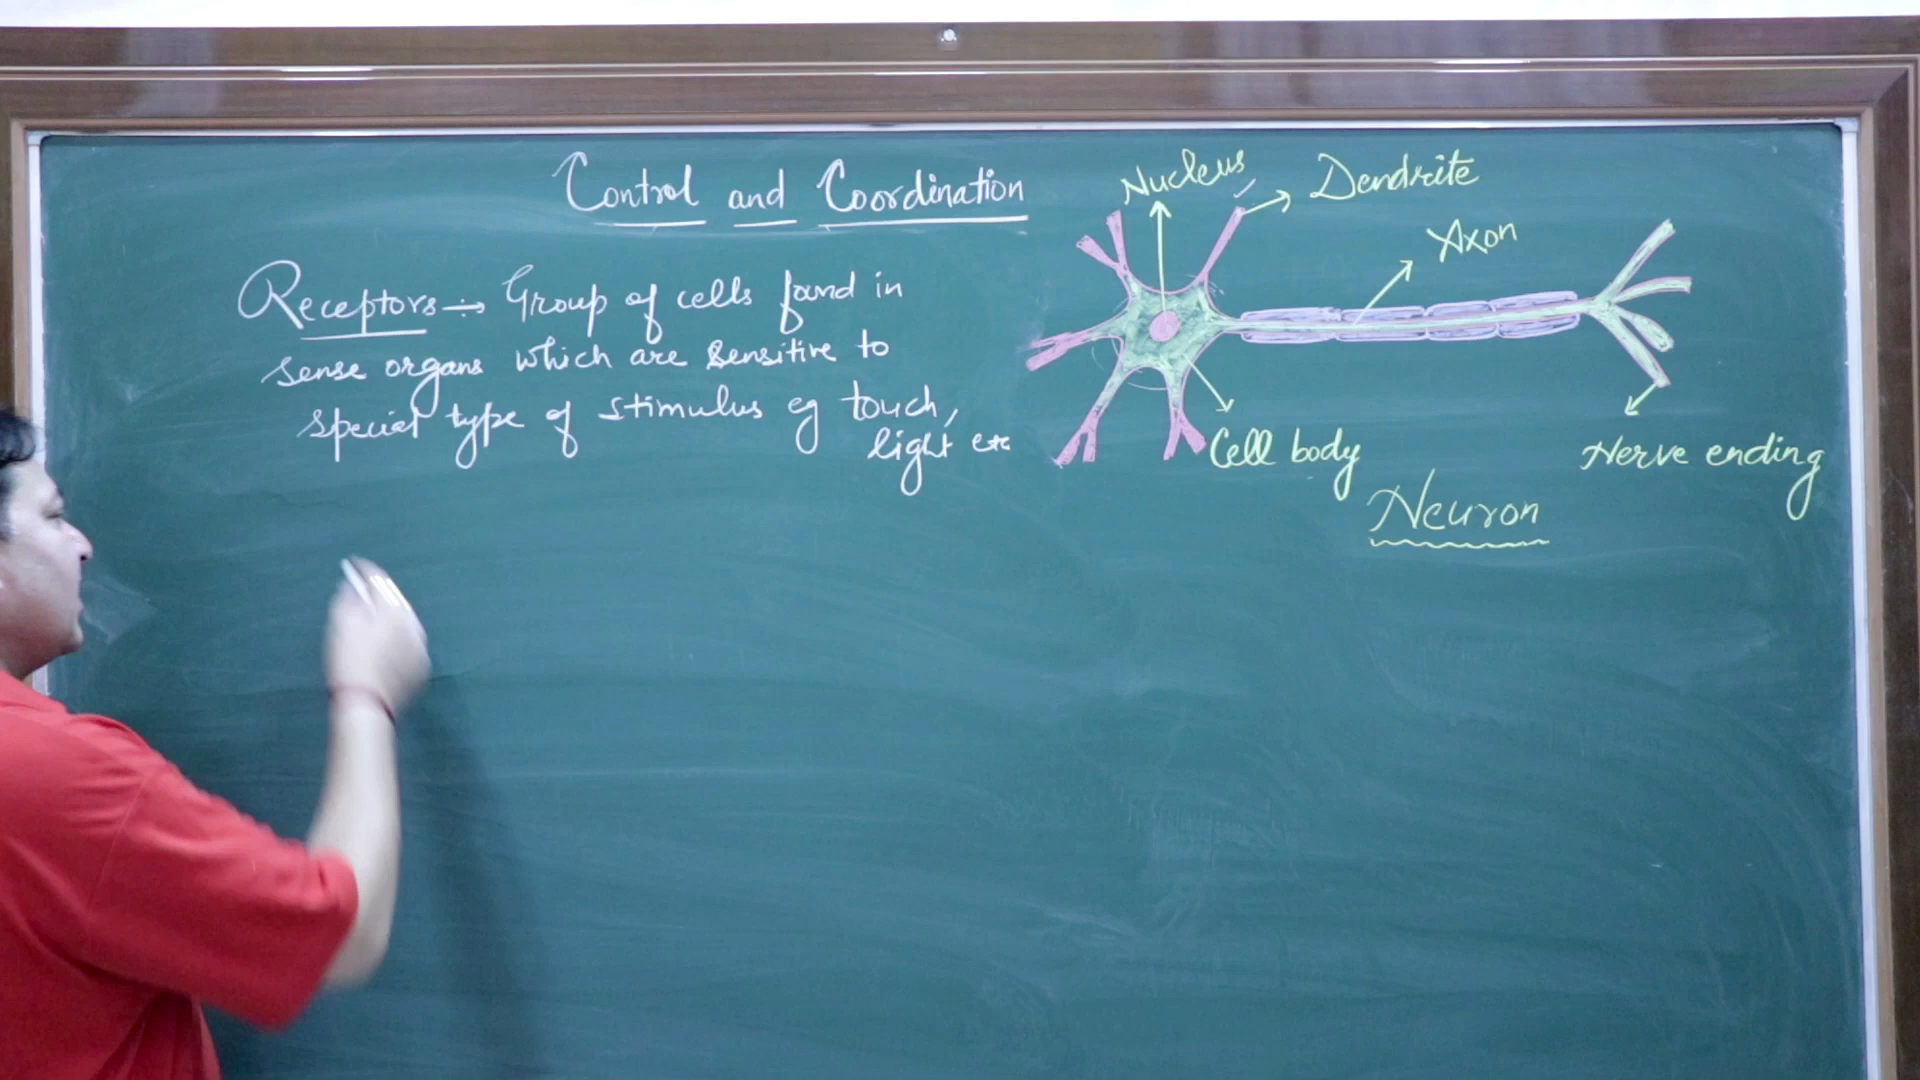 Control and Coordination
Receptors :- Group of cells found in
sense organs which are sensitive to
special type of stimulus eg touch,
light etc
Nucleus
Dendrite
Axon
Cell body
Nerve ending
Neuron